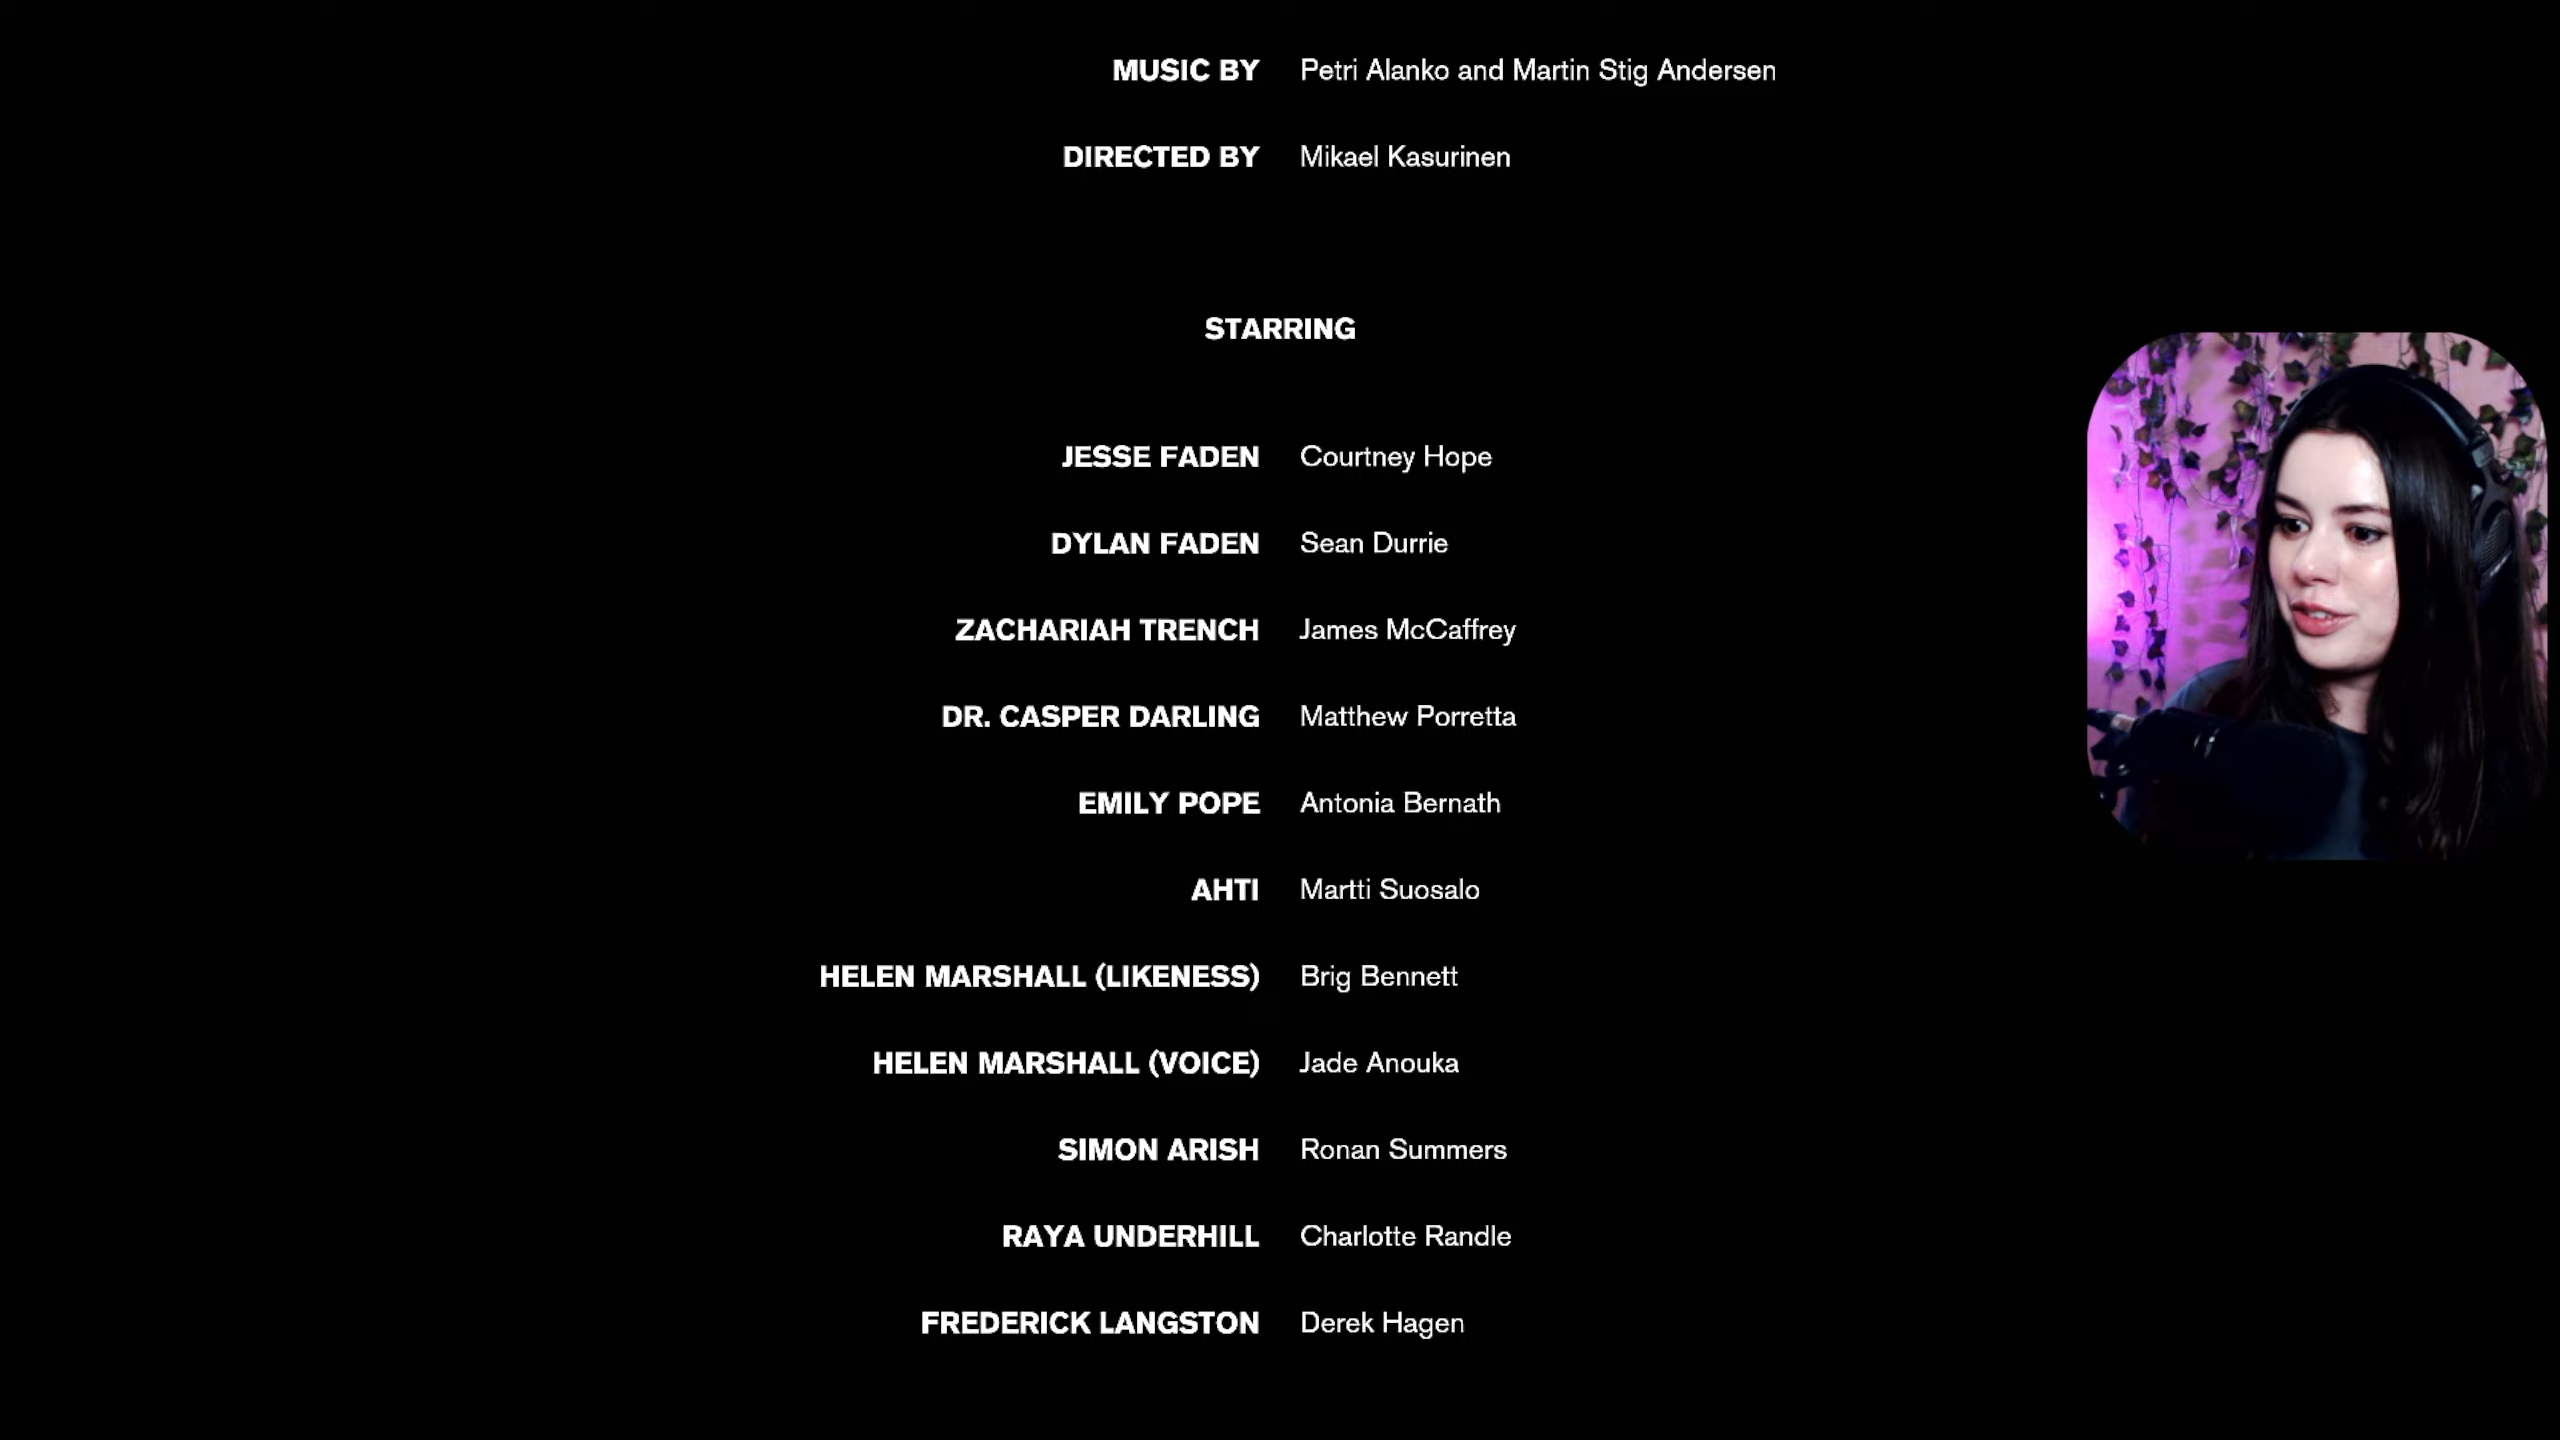 MUSIC BY Petri Alanko and Martin Stig Andersen
DIRECTED BY Mikael Kasurinen
STARRING
JESSE FADEN Courtney Hope
DYLAN FADEN Sean Durrie
ZACHARIAH TRENCH James McCaffrey
DR. CASPER DARLING Matthew Porretta
EMILY POPE Antonia Bernath
AHTI Martti Suosalo
HELEN MARSHALL (LIKENESS) Brig Bennett
HELEN MARSHALL (VOICE) Jade Anouka
SIMON ARISH Ronan Summers
RAYA UNDERHILL Charlotte Randle
FREDERICK LANGSTON Derek Hagen